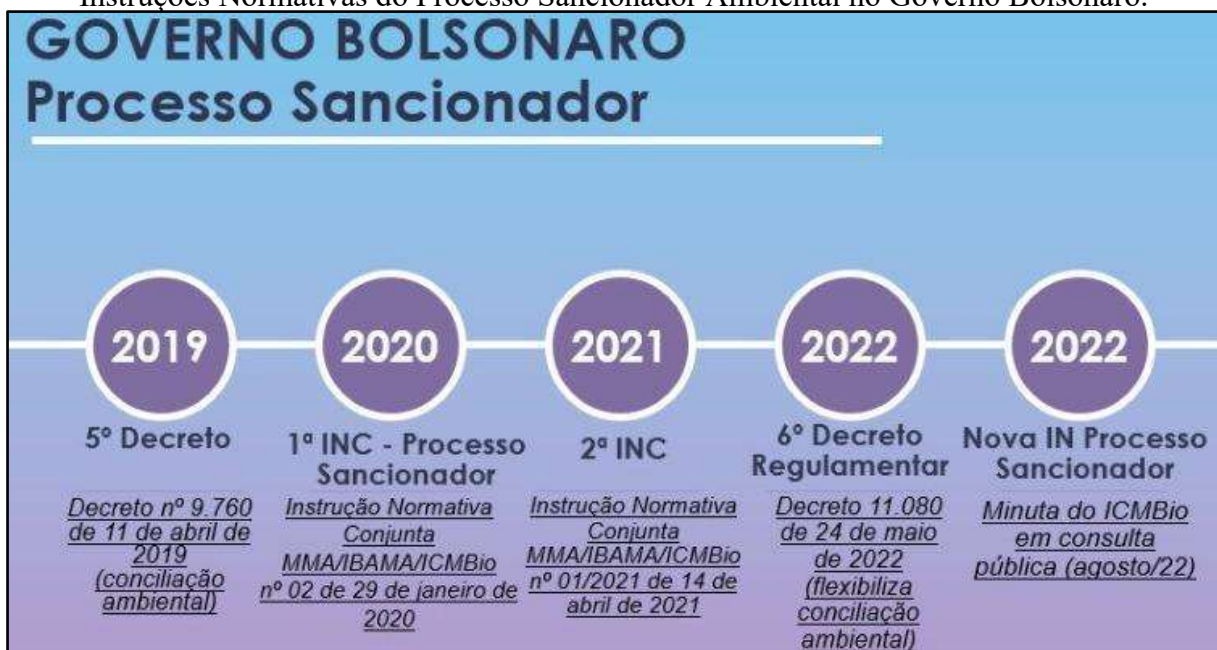 Instruções Normativas do Processo Sancionador Ambiental no Governo Bolsonaro.
GOVERNO BOLSONARO
Processo Sancionador
2019
5º Decreto
Decreto nº 9.760
de 11 de abril de
2019
(conciliação
ambiental)
2020
1ª INC - Processo
Sancionador
Instrução Normativa
Conjunta
MMA/IBAMA/ICMBio
nº 02 de 29 de janeiro de
2020
2021
2ª INC
Instrução Normativa
Conjunta
MMA/IBAMA/ICMBio
nº 01/2021 de 14 de
abril de 2021
2022
6º Decreto
Regulamentar
Decreto 11.080
de 24 de maio
de 2022
(flexibiliza
conciliação
ambiental)
2022
Nova IN Processo
Sancionador
Minuta do ICMBio
em consulta
pública (agosto/22)